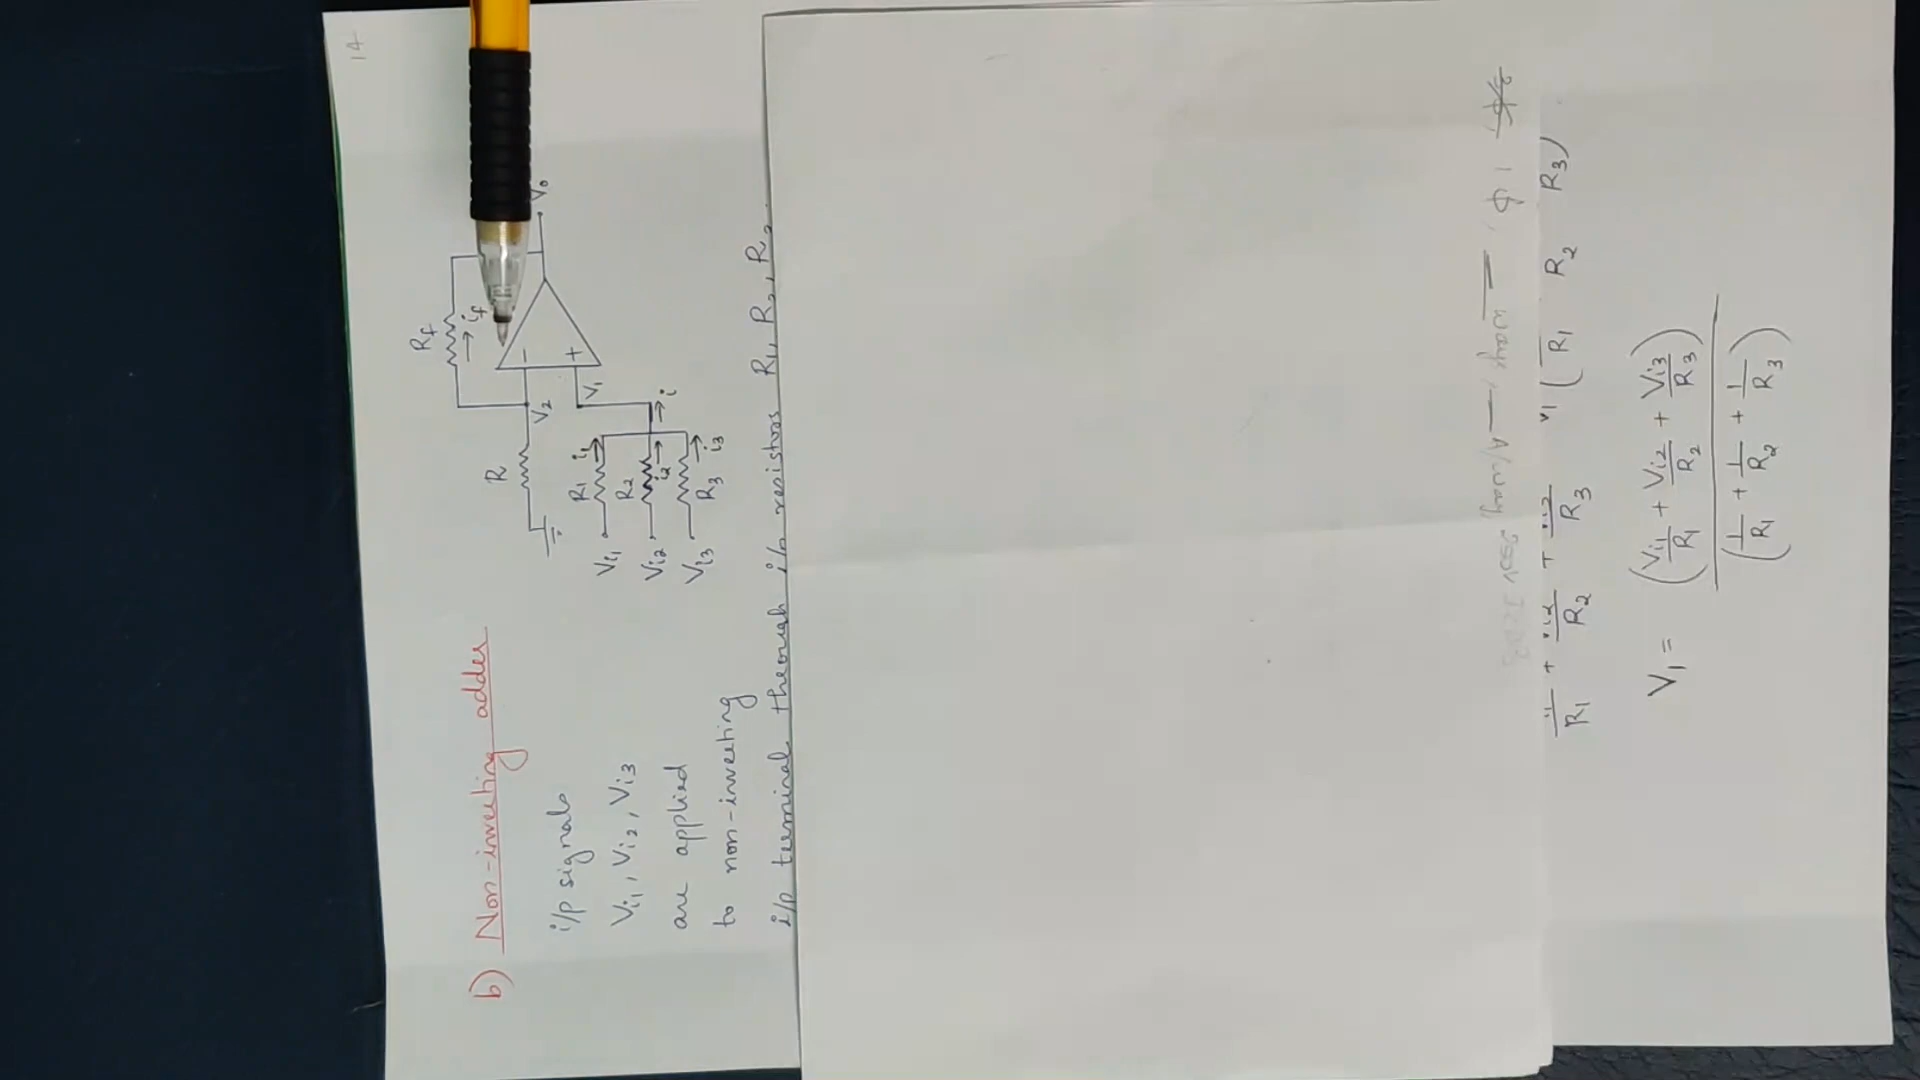 14
b) Non-inverting adder
i/p signals
Vi1, Vi2, Vi3
are applied
to non-inverting
i/p terminal through i/p resistors R1, R2, R3.
Rf
if
R
V2
V0
−
+
V1
R1
i1
Vi1
R2
i2
Vi2
i
R3
i3
Vi3
R1 + R2 + R3 V1 ( R1 R2 R3)
V1 = (Vi1/R1 + Vi2/R2 + Vi3/R3)
(1/R1 + 1/R2 + 1/R3)